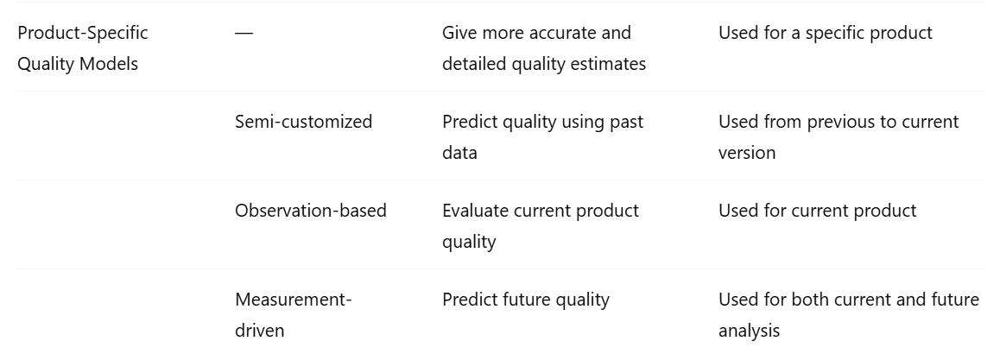 Product-Specific — Give more accurate and Used for a specific product
Quality Models detailed quality estimates
Semi-customized Predict quality using past Used from previous to current
data version
Observation-based Evaluate current product Used for current product
quality
Measurement- Predict future quality Used for both current and future
driven analysis